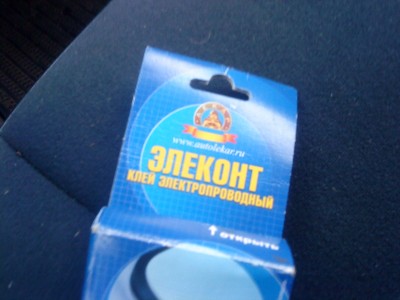 www.autolekar.ru
ЭЛЕКОНТ
КЛЕЙ ЭЛЕКТРОПРОВОДНЫЙ
↑ ОТКРЫТЬ